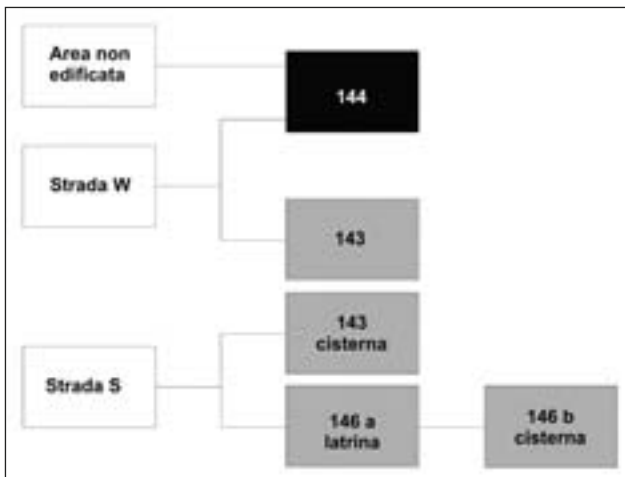 Area non
edificata
144
Strada W
143
143
cisterna
Strada S
146 a
latrina
146 b
cisterna